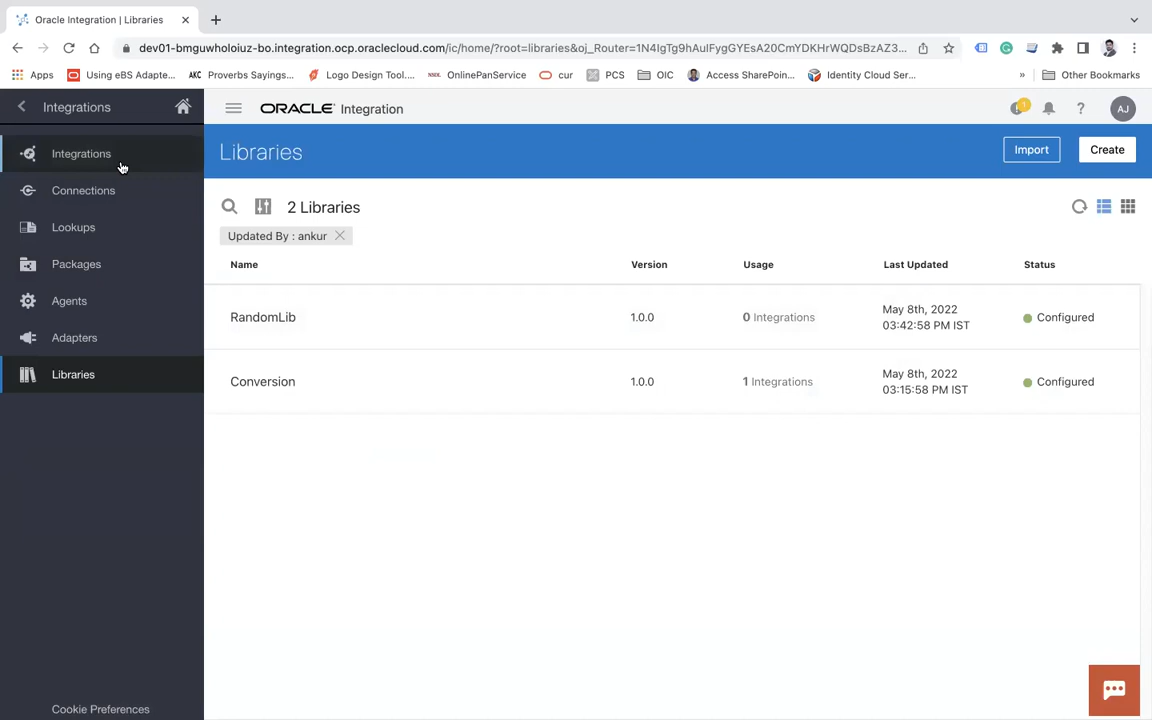 Oracle Integration | Libraries
dev01-bmguwholoiuz-bo.integration.ocp.oraclecloud.com/ic/home/?root=libraries&oj_Router=1N4IgTg9hAuIFygGYEsA20CmYDKHrWQDsBzAZ3...
Apps
Using eBS Adapte...
AKC Proverbs Sayings...
Logo Design Tool,...
OnlinePanService
cur
PCS
OIC
Access SharePoin...
Identity Cloud Ser...
»
Other Bookmarks
Integrations
ORACLE Integration
1
AJ
Integrations
Connections
Lookups
Packages
Agents
Adapters
Libraries
Cookie Preferences
Libraries
Import
Create
2 Libraries
Updated By : ankur
Name Version Usage Last Updated Status
RandomLib 1.0.0 0 Integrations May 8th, 2022 03:42:58 PM IST Configured
Conversion 1.0.0 1 Integrations May 8th, 2022 03:15:58 PM IST Configured